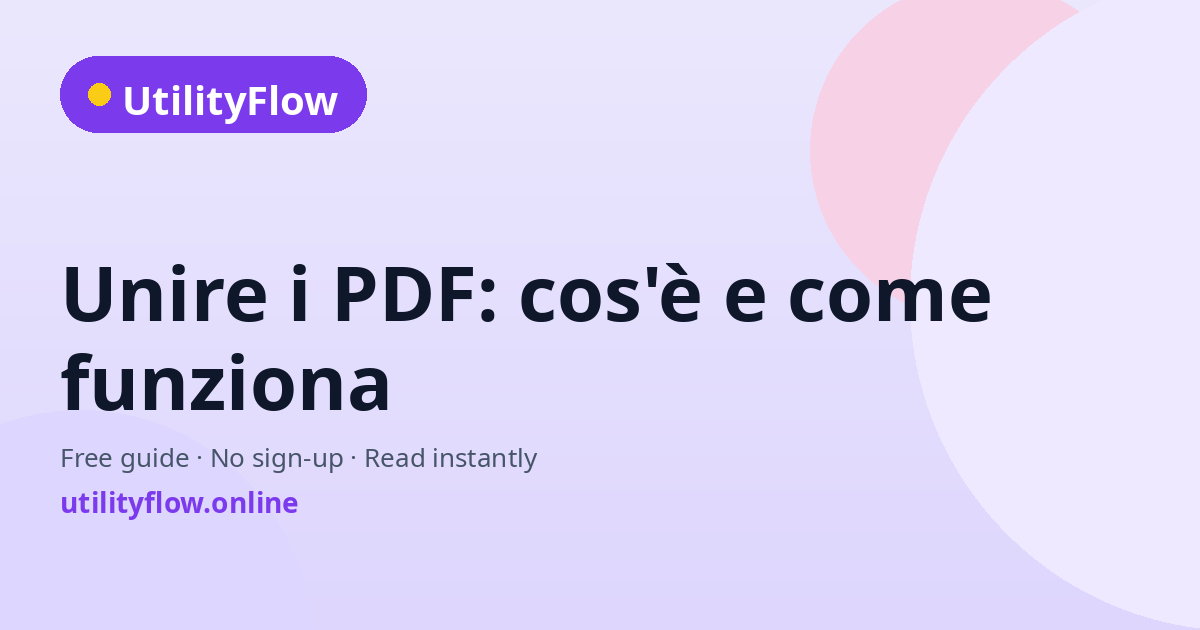 UtilityFlow
Unire i PDF: cos'è e come
funziona
Free guide · No sign-up · Read instantly
utilityflow.online